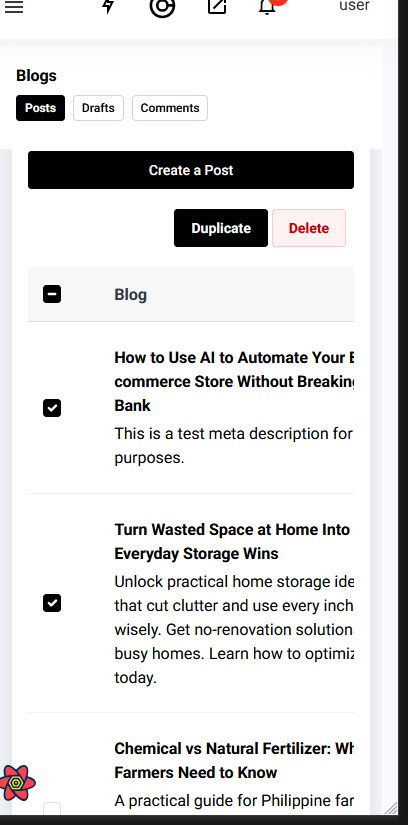 user
Blogs
Posts
Drafts
Comments
Create a Post
Duplicate
Delete
Blog
How to Use AI to Automate Your E
commerce Store Without Breaking
Bank
This is a test meta description for
purposes.
Turn Wasted Space at Home Into
Everyday Storage Wins
Unlock practical home storage ide
that cut clutter and use every inch
wisely. Get no-renovation solution
busy homes. Learn how to optimiz
today.
Chemical vs Natural Fertilizer: Wh
Farmers Need to Know
A practical guide for Philippine far